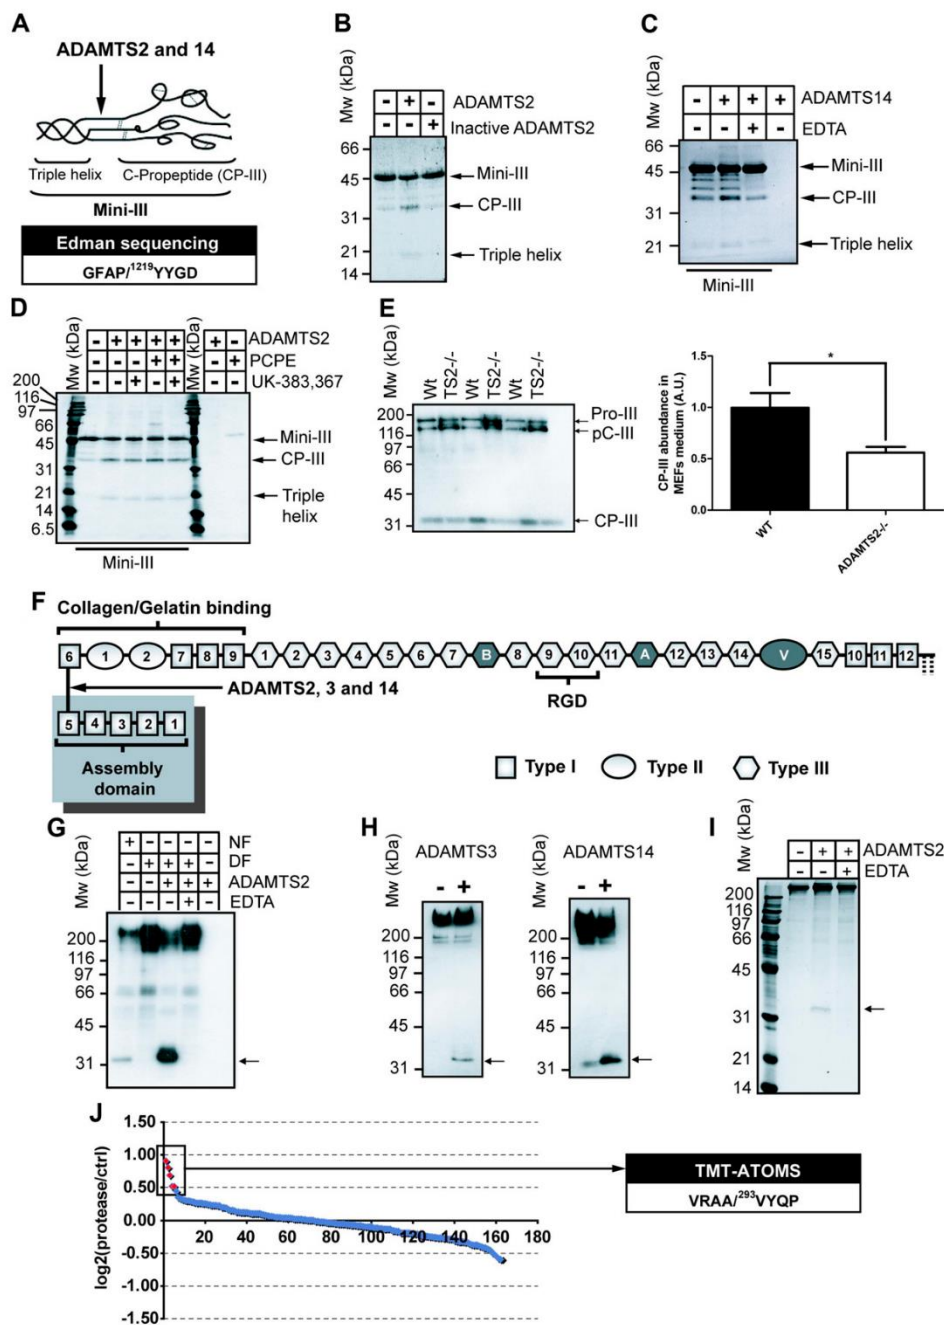 A
ADAMTS2 and 14
Triple helix
C-Propeptide (CP-III)
Mini-III
Edman sequencing
GFAP/1219YYGD
B
Mw (kDa)
- + - ADAMTS2
- - + Inactive ADAMTS2
66
45
31
21
14
Mini-III
CP-III
Triple helix
C
Mw (kDa)
- + + + ADAMTS14
- - + - EDTA
66
45
31
21
Mini-III
CP-III
Triple helix
Mini-III
D
Mw (kDa)
Mw (kDa)
- + + + + + - ADAMTS2
- - - + + - + PCPE
- - + - + - - UK-383,367
200
116
97
66
45
31
21
14
6.5
Mini-III
CP-III
Triple
helix
Mini-III
E
Mw (kDa)
Wt TS2-/- Wt TS2-/- Wt TS2-/-
200
116
97
66
45
31
Pro-III
pC-III
CP-III
CP-III abundance in
MEFs medium (A.U.)
1.5
1.0
0.5
0.0
*
WT
ADAMTS2-/-
F
Collagen/Gelatin binding
6 1 2 7 8 9 1 2 3 4 5 6 7 B 8 9 10 11 A 12 13 14 V 15 10 11 12
ADAMTS2, 3 and 14
RGD
5 4 3 2 1
Assembly
domain
Type I
Type II
Type III
G
Mw (kDa)
+ - - - - NF
- + + + - DF
- - + + + ADAMTS2
- - - + - EDTA
200
116
97
66
45
31
H
Mw (kDa)
ADAMTS3
- +
200
116
97
66
45
31
Mw (kDa)
ADAMTS14
- +
200
116
97
66
45
31
I
Mw (kDa)
- + + ADAMTS2
- - + EDTA
200
116
97
66
45
31
21
14
J
log2(protease/ctrl)
1.50
1.00
0.50
0.00
-0.50
-1.00
-1.50
20 40 60 80 100 120 140 160 180
TMT-ATOMS
VRAA/293VYQP